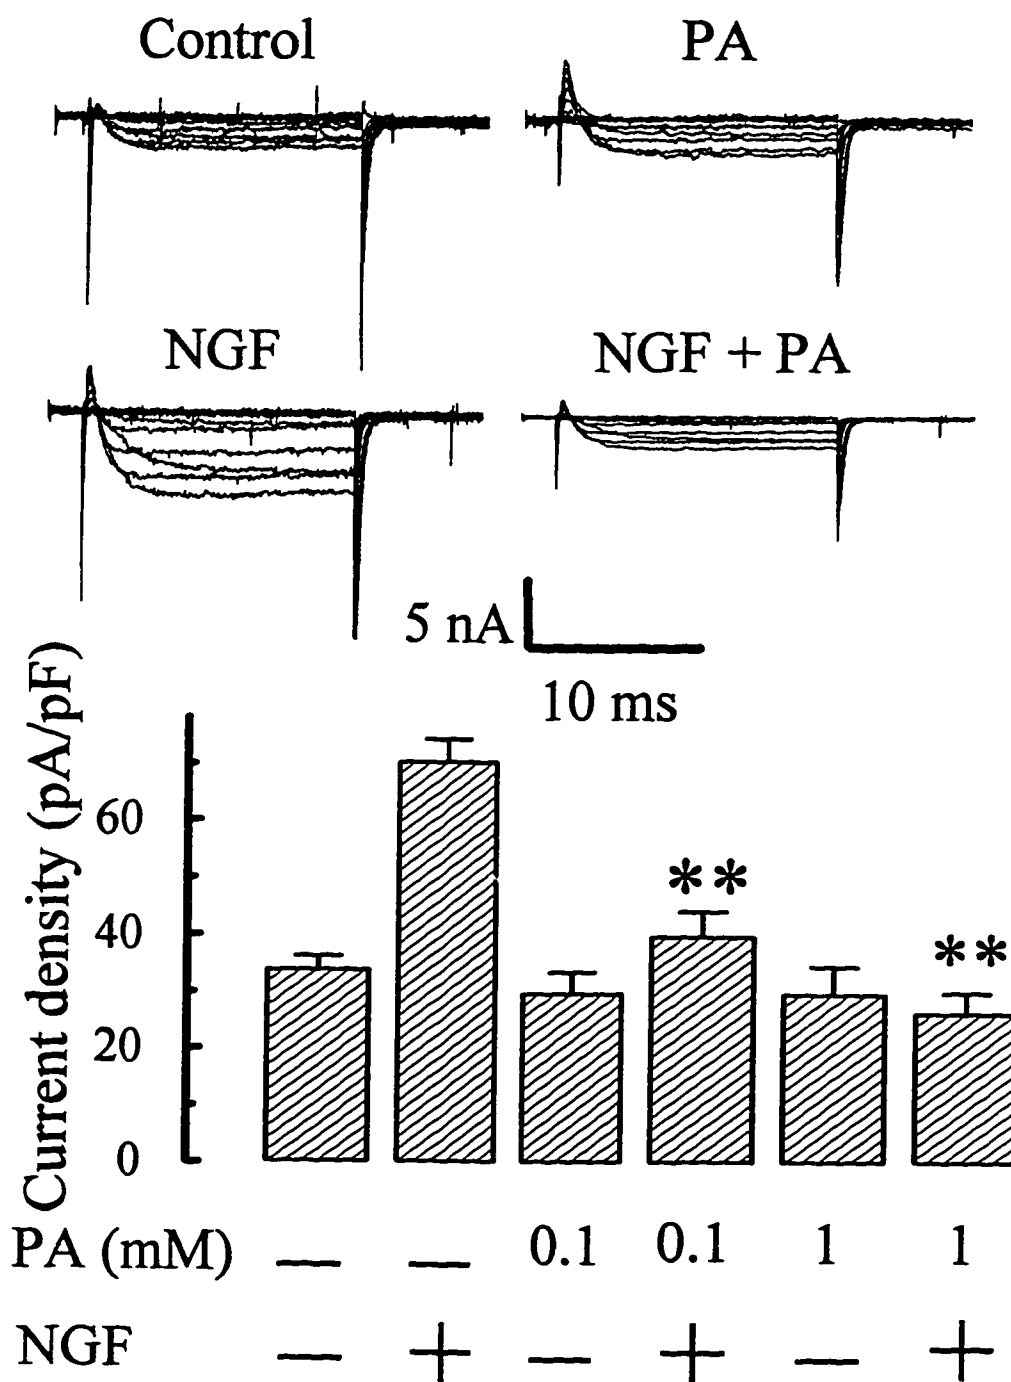 Control PA
NGF NGF + PA
5 nA
10 ms
Current density (pA/pF)
60
40
20
0
**
**
PA (mM) — — 0.1 0.1 1 1
NGF — + — + — +